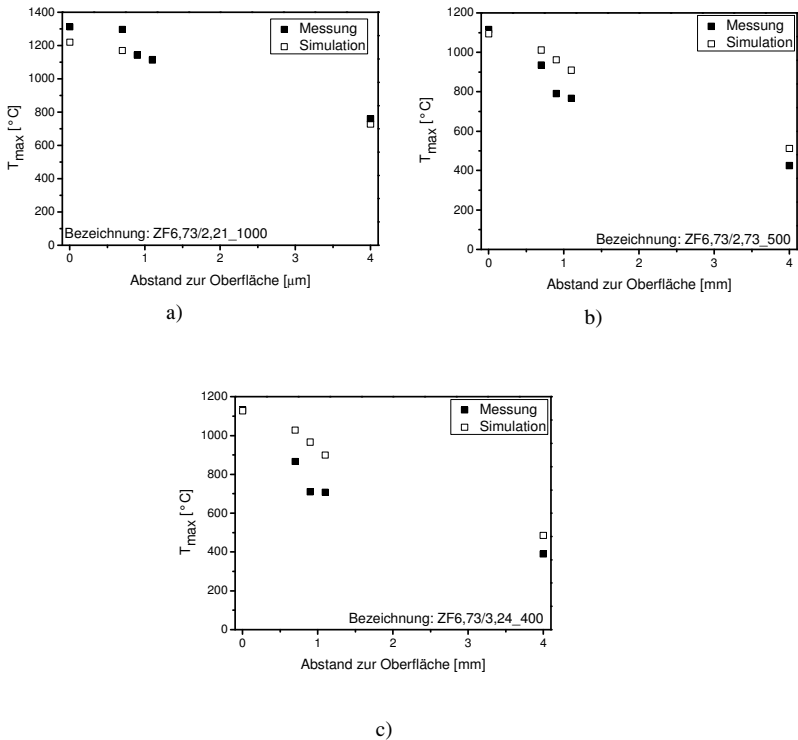 1400
1200
1000
800
600
400
200
0
T max [°C]
Messung
Simulation
Bezeichnung: ZF6,73/2,21_1000
0 1 2 3 4
Abstand zur Oberfläche [µm]
a)
1200
1000
800
600
400
200
0
T max [°C]
Messung
Simulation
Bezeichnung: ZF6,73/2,73_500
0 1 2 3 4
Abstand zur Oberfläche [mm]
b)
1200
1000
800
600
400
200
0
T max [°C]
Messung
Simulation
Bezeichnung: ZF6,73/3,24_400
0 1 2 3 4
Abstand zur Oberfläche [mm]
c)